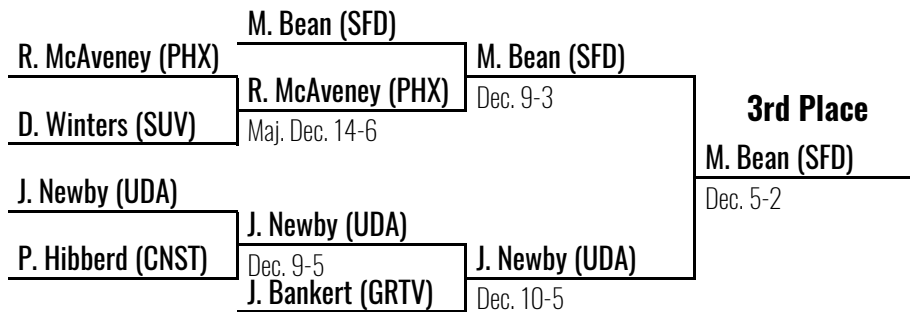 M. Bean (SFD)
R. McAveney (PHX)
M. Bean (SFD)
R. McAveney (PHX)
Dec. 9-3
3rd Place
D. Winters (SUV)
Maj. Dec. 14-6
M. Bean (SFD)
J. Newby (UDA)
Dec. 5-2
J. Newby (UDA)
P. Hibberd (CNST)
Dec. 9-5
J. Newby (UDA)
J. Bankert (GRTV)
Dec. 10-5